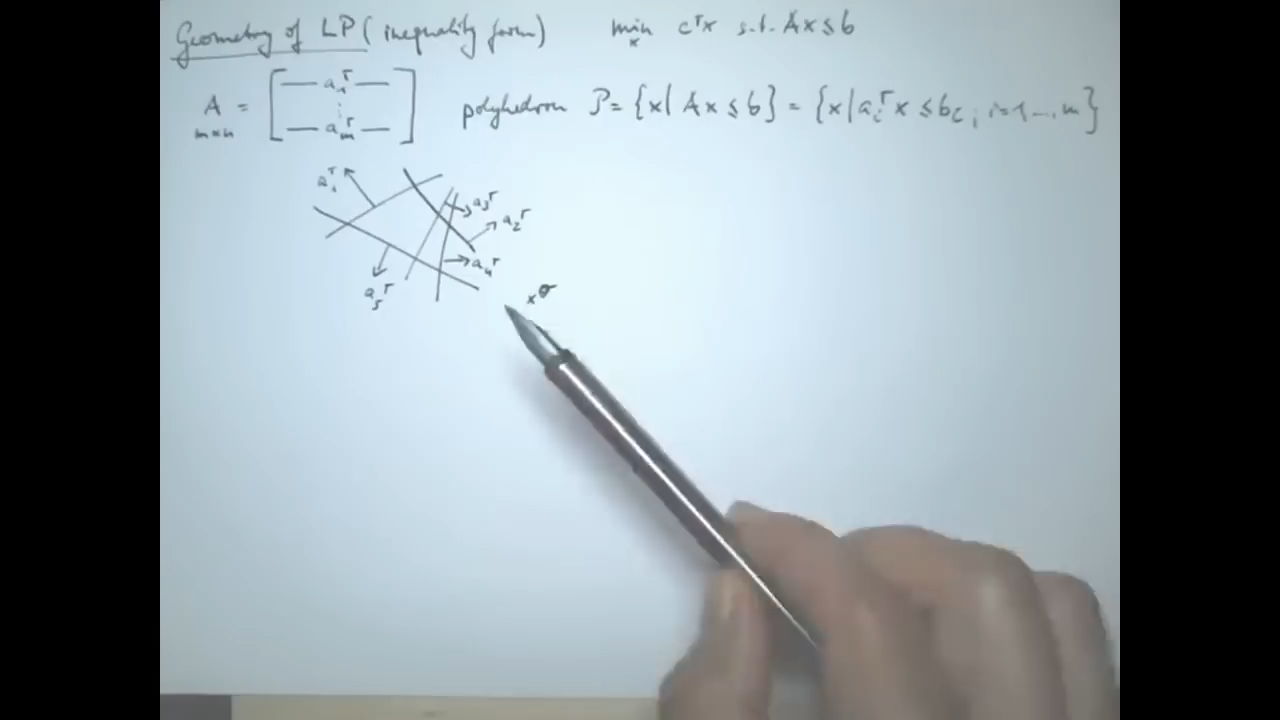 Geometry of LP (inequality form) min x cᵀx s.t. Ax ≤ b
A m×n = [ — a₁ᵀ — ⋮ — aₘᵀ — ] polyhedron P = {x | Ax ≤ b} = {x | aᵢᵀx ≤ bᵢ, i=1...m}
a₁ᵀ a₃ᵀ
a₂ᵀ
a₄ᵀ
a₅ᵀ
x 0